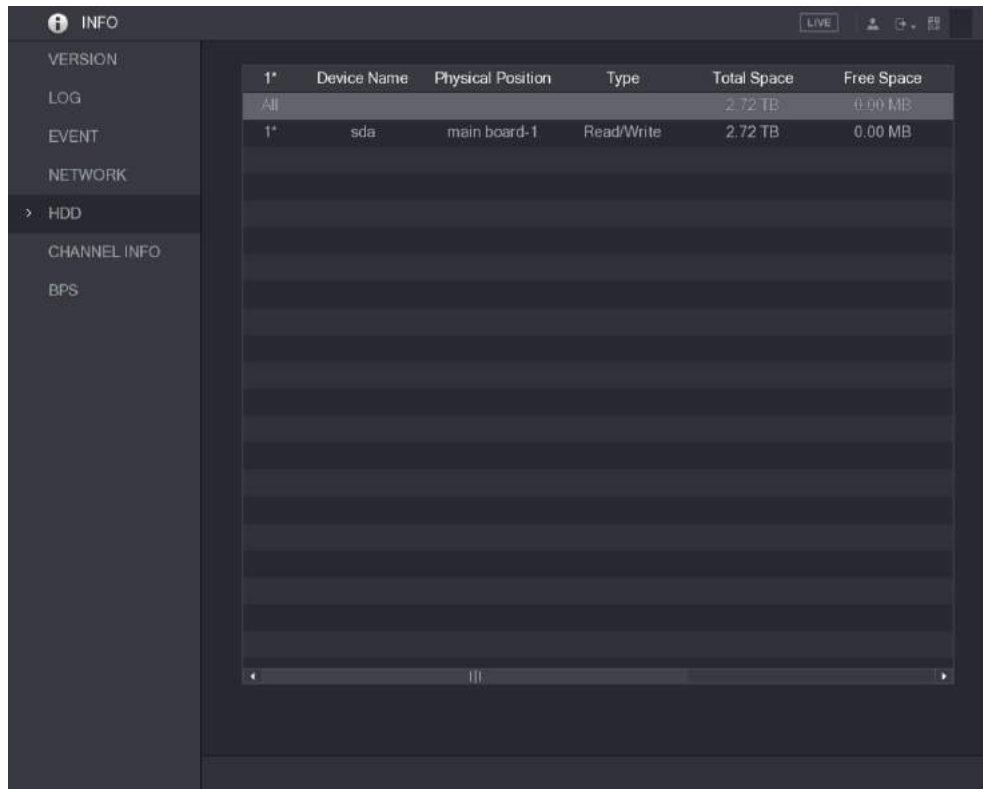 INFO LIVE
VERSION
LOG
EVENT
NETWORK
HDD
CHANNEL INFO
BPS
1* Device Name Physical Position Type Total Space Free Space
All 2.72 TB 0.00 MB
1* sda main board-1 Read/Write 2.72 TB 0.00 MB